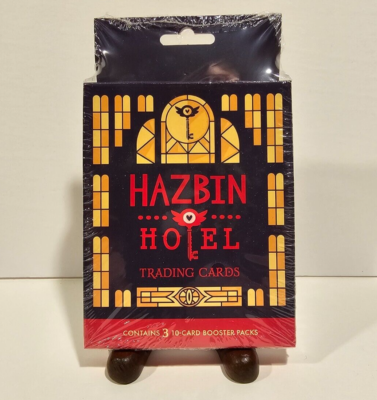 HAZBIN
HOTEL
TRADING CARDS
CONTAINS 3 10-CARD BOOSTER PACKS